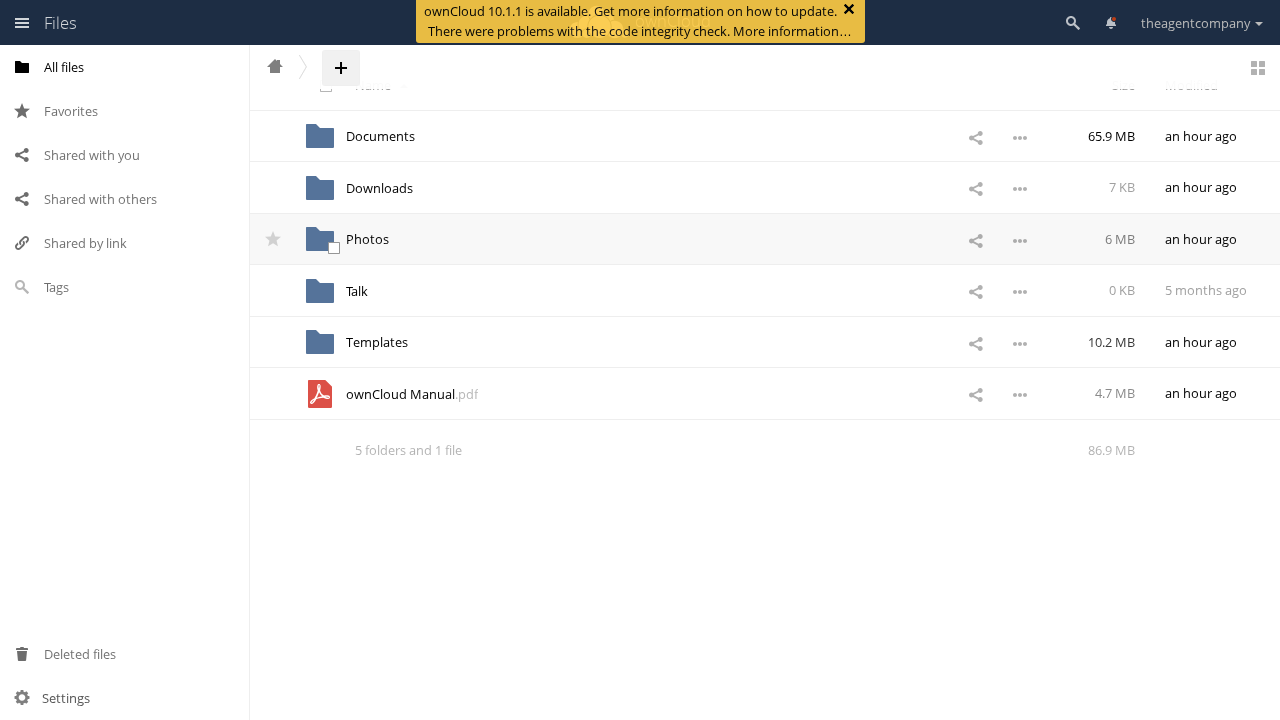 Files
ownCloud 10.1.1 is available. Get more information on how to update.
There were problems with the code integrity check. More information…
theagentcompany
All files
Favorites
Shared with you
Shared with others
Shared by link
Tags
Deleted files
Settings
Name
Size
Modified
Documents
65.9 MB
an hour ago
Downloads
7 KB
an hour ago
Photos
6 MB
an hour ago
Talk
0 KB
5 months ago
Templates
10.2 MB
an hour ago
ownCloud Manual.pdf
4.7 MB
an hour ago
5 folders and 1 file
86.9 MB